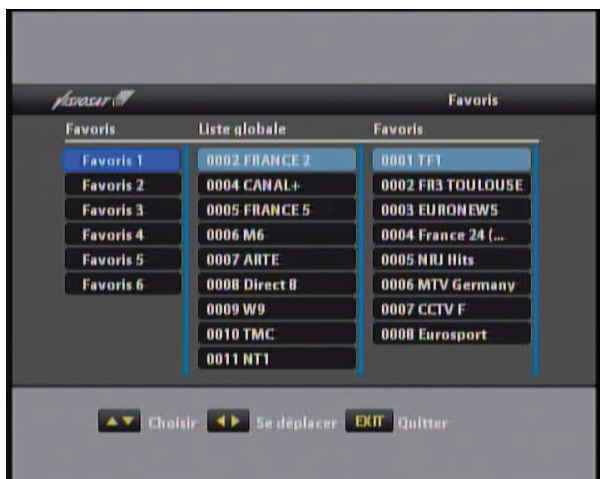 Visiosat
Favoris
Favoris Liste globale Favoris
Favoris 1 0002 FRANCE 2 0001 TF1
Favoris 2 0004 CANAL+ 0002 FR3 TOULOUSE
Favoris 3 0005 FRANCE 5 0003 EURONEWS
Favoris 4 0006 M6 0004 France 24 (...
Favoris 5 0007 ARTE 0005 NRJ Hits
Favoris 6 0008 Direct 8 0006 MTV Germany
0009 W9 0007 CCTV F
0010 TMC 0008 Eurosport
0011 NT1
Choisir Se déplacer EXIT Quitter